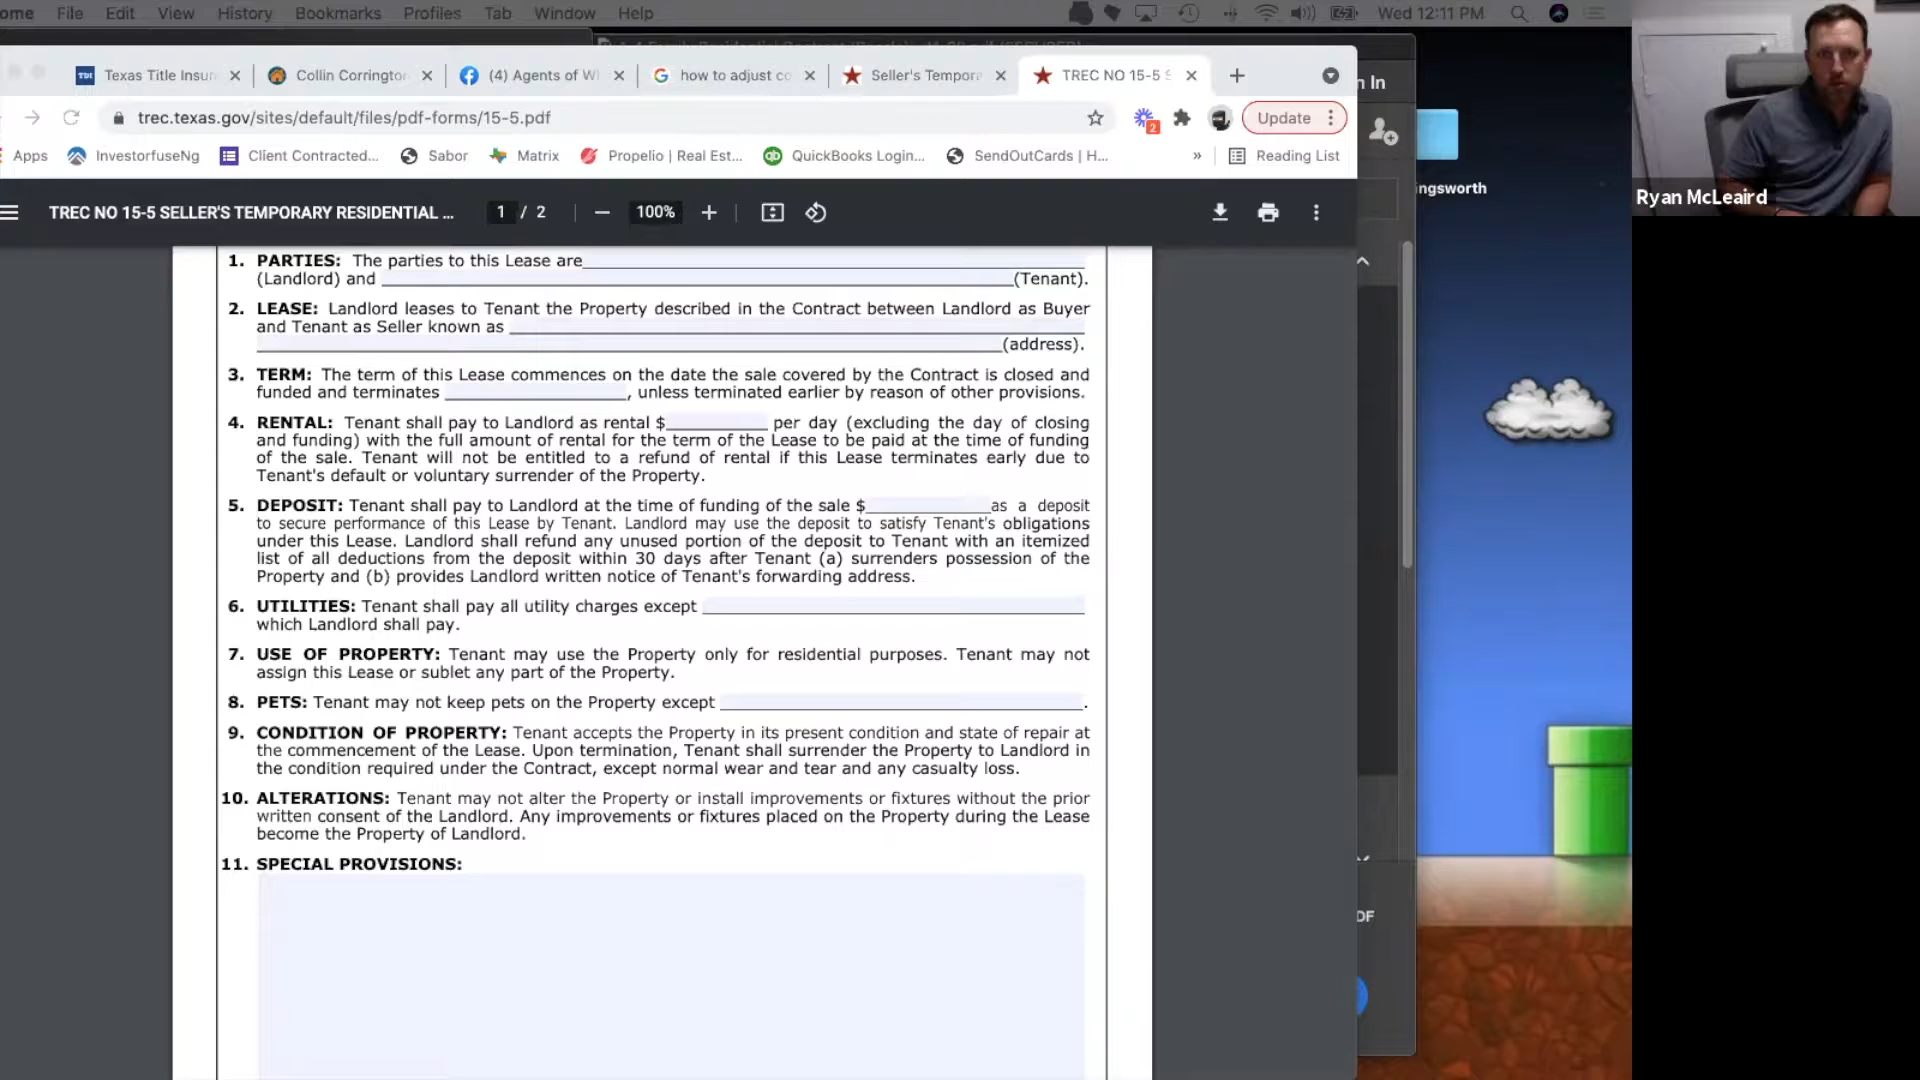 ome File Edit View History Bookmarks Profiles Tab Window Help Wed 12:11 PM
Texas Title Insur Collin Corrington (4) Agents of W how to adjust co Seller's Tempora TREC NO 15-5 S
n In
trec.texas.gov/sites/default/files/pdf-forms/15-5.pdf 2 Update
Apps InvestorfuseNg Client Contracted... Sabor Matrix Propelio | Real Est... QuickBooks Login... SendOutCards | H... » Reading List
ingsworth
Ryan McLeaird
TREC NO 15-5 SELLER'S TEMPORARY RESIDENTIAL ... 1 / 2 100%
1. PARTIES: The parties to this Lease are
(Landlord) and (Tenant).
2. LEASE: Landlord leases to Tenant the Property described in the Contract between Landlord as Buyer
and Tenant as Seller known as
(address).
3. TERM: The term of this Lease commences on the date the sale covered by the Contract is closed and
funded and terminates , unless terminated earlier by reason of other provisions.
4. RENTAL: Tenant shall pay to Landlord as rental $ per day (excluding the day of closing
and funding) with the full amount of rental for the term of the Lease to be paid at the time of funding
of the sale. Tenant will not be entitled to a refund of rental if this Lease terminates early due to
Tenant's default or voluntary surrender of the Property.
5. DEPOSIT: Tenant shall pay to Landlord at the time of funding of the sale $ as a deposit
to secure performance of this Lease by Tenant. Landlord may use the deposit to satisfy Tenant's obligations
under this Lease. Landlord shall refund any unused portion of the deposit to Tenant with an itemized
list of all deductions from the deposit within 30 days after Tenant (a) surrenders possession of the
Property and (b) provides Landlord written notice of Tenant's forwarding address.
6. UTILITIES: Tenant shall pay all utility charges except
which Landlord shall pay.
7. USE OF PROPERTY: Tenant may use the Property only for residential purposes. Tenant may not
assign this Lease or sublet any part of the Property.
8. PETS: Tenant may not keep pets on the Property except .
9. CONDITION OF PROPERTY: Tenant accepts the Property in its present condition and state of repair at
the commencement of the Lease. Upon termination, Tenant shall surrender the Property to Landlord in
the condition required under the Contract, except normal wear and tear and any casualty loss.
10. ALTERATIONS: Tenant may not alter the Property or install improvements or fixtures without the prior
written consent of the Landlord. Any improvements or fixtures placed on the Property during the Lease
become the Property of Landlord.
11. SPECIAL PROVISIONS:
DF